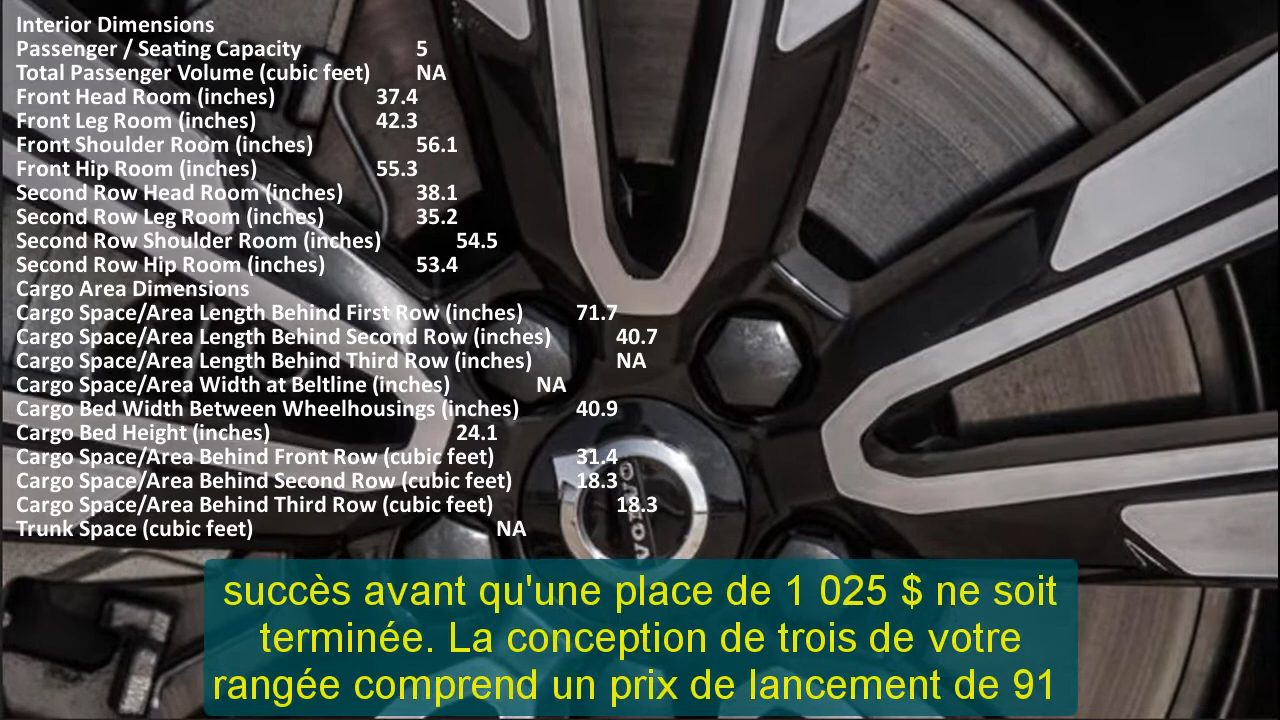 Interior Dimensions
Passenger / Seating Capacity 5
Total Passenger Volume (cubic feet) NA
Front Head Room (inches) 37.4
Front Leg Room (inches) 42.3
Front Shoulder Room (inches) 56.1
Front Hip Room (inches) 55.3
Second Row Head Room (inches) 38.1
Second Row Leg Room (inches) 35.2
Second Row Shoulder Room (inches) 54.5
Second Row Hip Room (inches) 53.4
Cargo Area Dimensions
Cargo Space/Area Length Behind First Row (inches) 71.7
Cargo Space/Area Length Behind Second Row (inches) 40.7
Cargo Space/Area Length Behind Third Row (inches) NA
Cargo Space/Area Width at Beltline (inches) NA
Cargo Bed Width Between Wheelhousings (inches) 40.9
Cargo Bed Height (inches) 24.1
Cargo Space/Area Behind Front Row (cubic feet) 31.4
Cargo Space/Area Behind Second Row (cubic feet) 18.3
Cargo Space/Area Behind Third Row (cubic feet) 18.3
Trunk Space (cubic feet) NA
VOLVO
succès avant qu'une place de 1 025 $ ne soit
terminée. La conception de trois de votre
rangée comprend un prix de lancement de 91